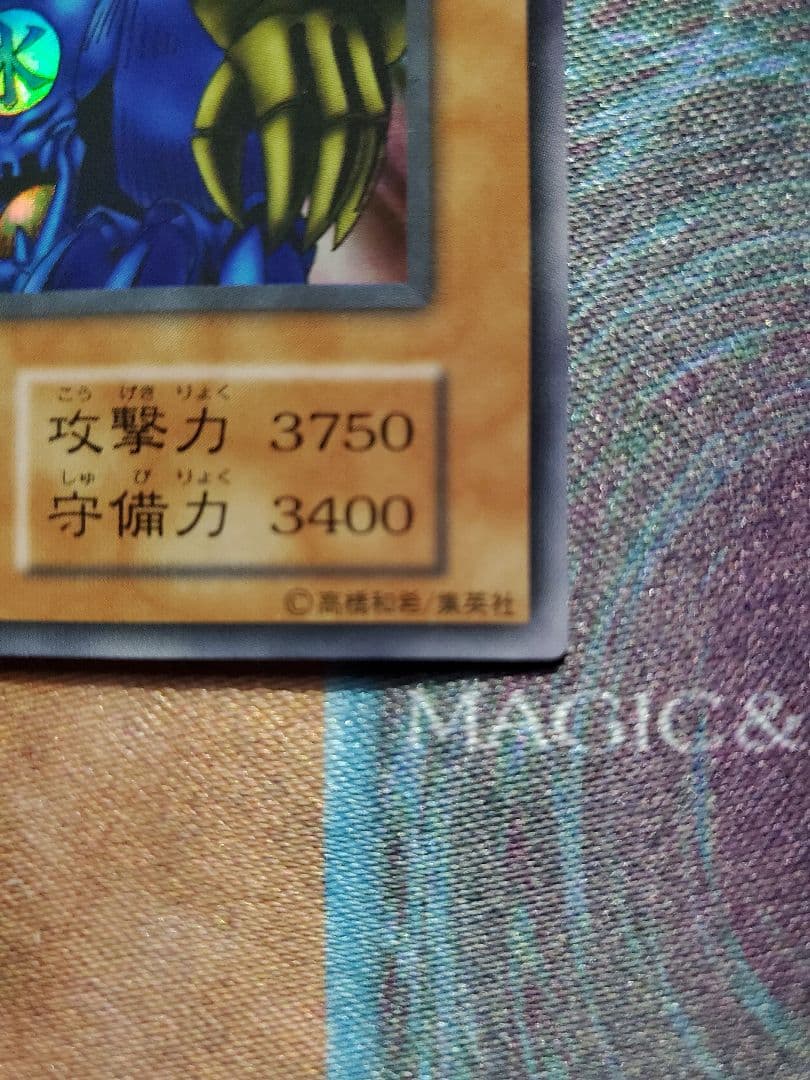 水
こう げき りょく
攻撃力 3750
しゅ び りょく
守備力 3400
©高橋和希/集英社
MAGIC&